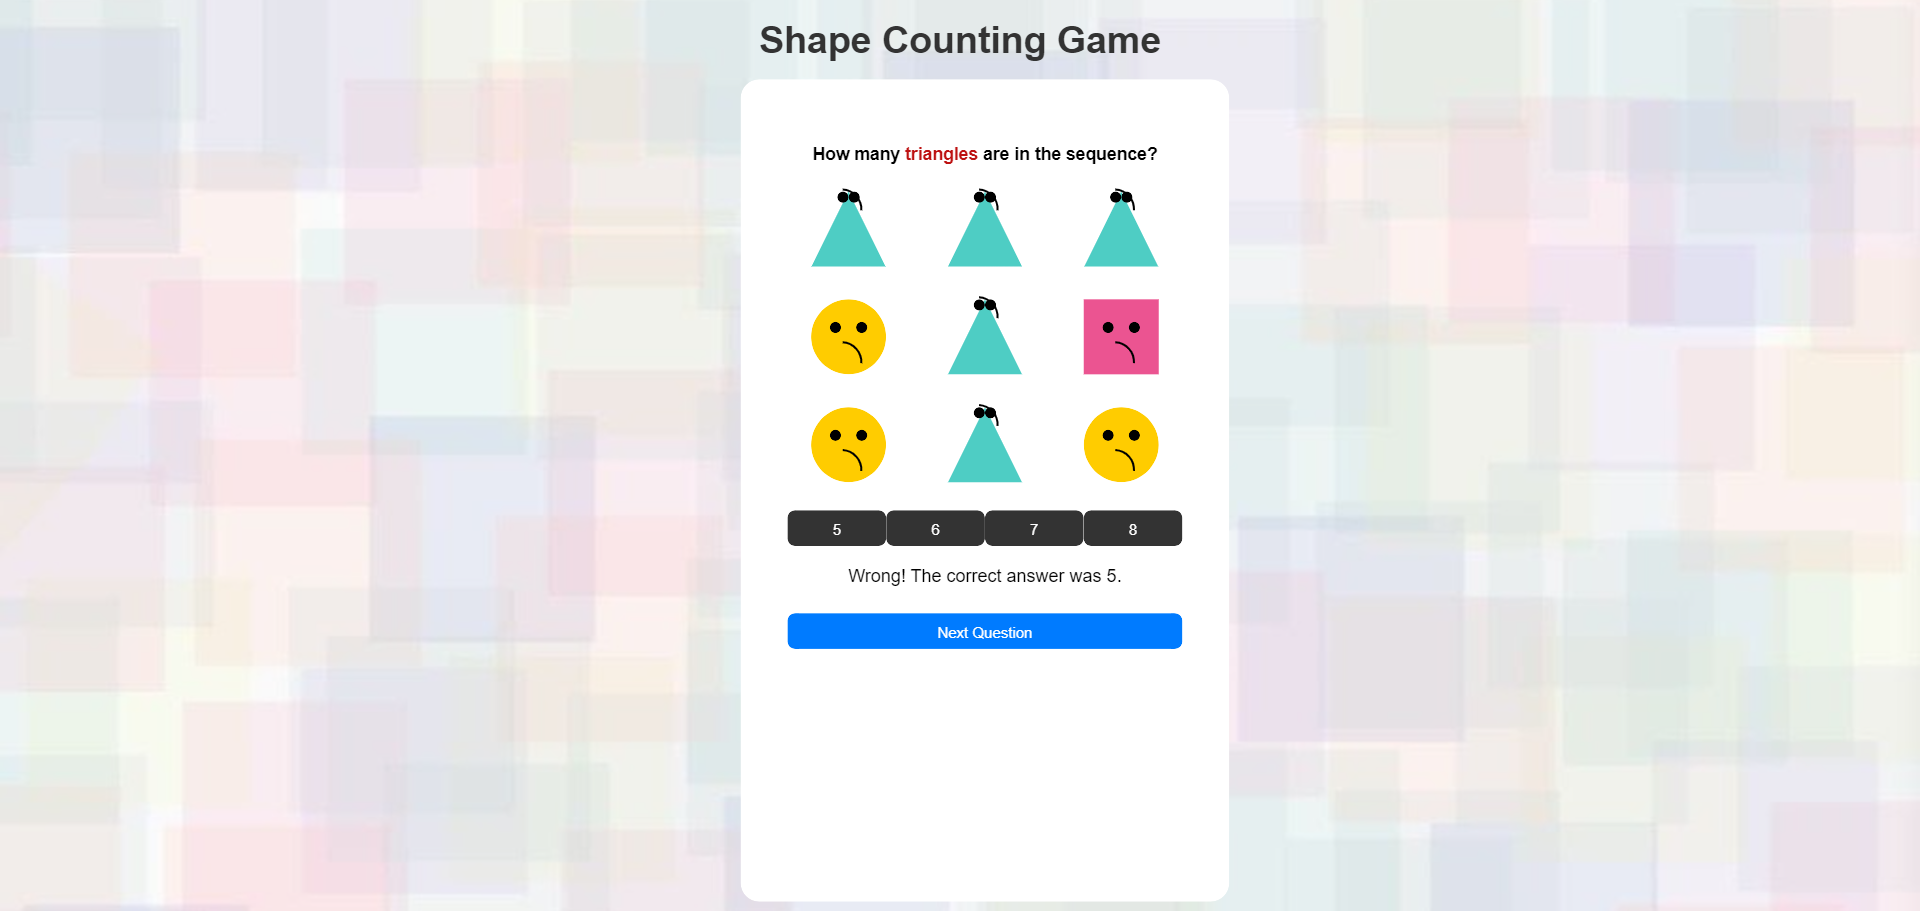 Shape Counting Game
How many triangles are in the sequence?
5 6 7 8
Wrong! The correct answer was 5.
Next Question